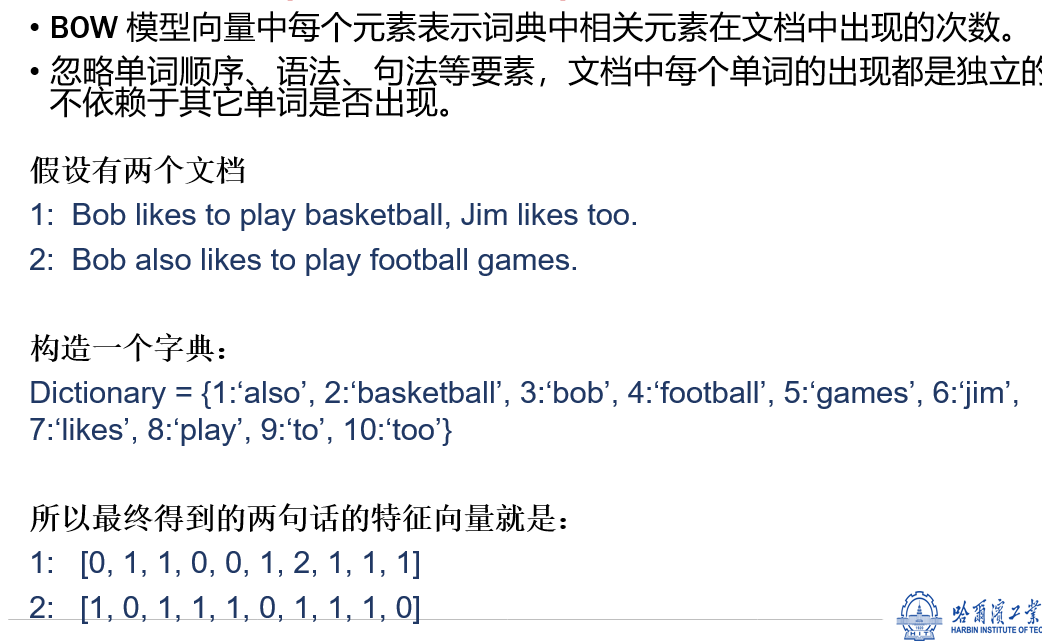 • BOW 模型向量中每个元素表示词典中相关元素在文档中出现的次数。
• 忽略单词顺序、语法、句法等要素，文档中每个单词的出现都是独立的
不依赖于其它单词是否出现。
假设有两个文档
1: Bob likes to play basketball, Jim likes too.
2: Bob also likes to play football games.
构造一个字典：
Dictionary = {1:‘also’, 2:‘basketball’, 3:‘bob’, 4:‘football’, 5:‘games’, 6:‘jim’,
7:‘likes’, 8:‘play’, 9:‘to’, 10:‘too’}
所以最终得到的两句话的特征向量就是：
1: [0, 1, 1, 0, 0, 1, 2, 1, 1, 1]
2: [1, 0, 1, 1, 1, 0, 1, 1, 1, 0]
哈爾濱工業
HARBIN INSTITUTE OF TEC
HIT